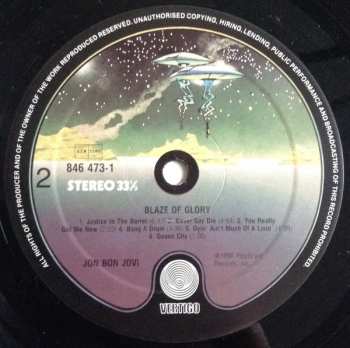 ALL RIGHTS OF THE PRODUCER AND OF THE OWNER OF THE WORK REPRODUCED RESERVED. UNAUTHORISED COPYING, HIRING, LENDING, PUBLIC PERFORMANCE AND BROADCASTING OF THIS RECORD PROHIBITED.
846 473-1
2
STEREO 33⅓
BLAZE OF GLORY
1. Justice In The Barrel 2. Never Say Die 3. You Really
Got Me Now 4. Bang A Drum 5. Dyin' Ain't Much Of A Livin'
6. Guano City
JON BON JOVI
VERTIGO